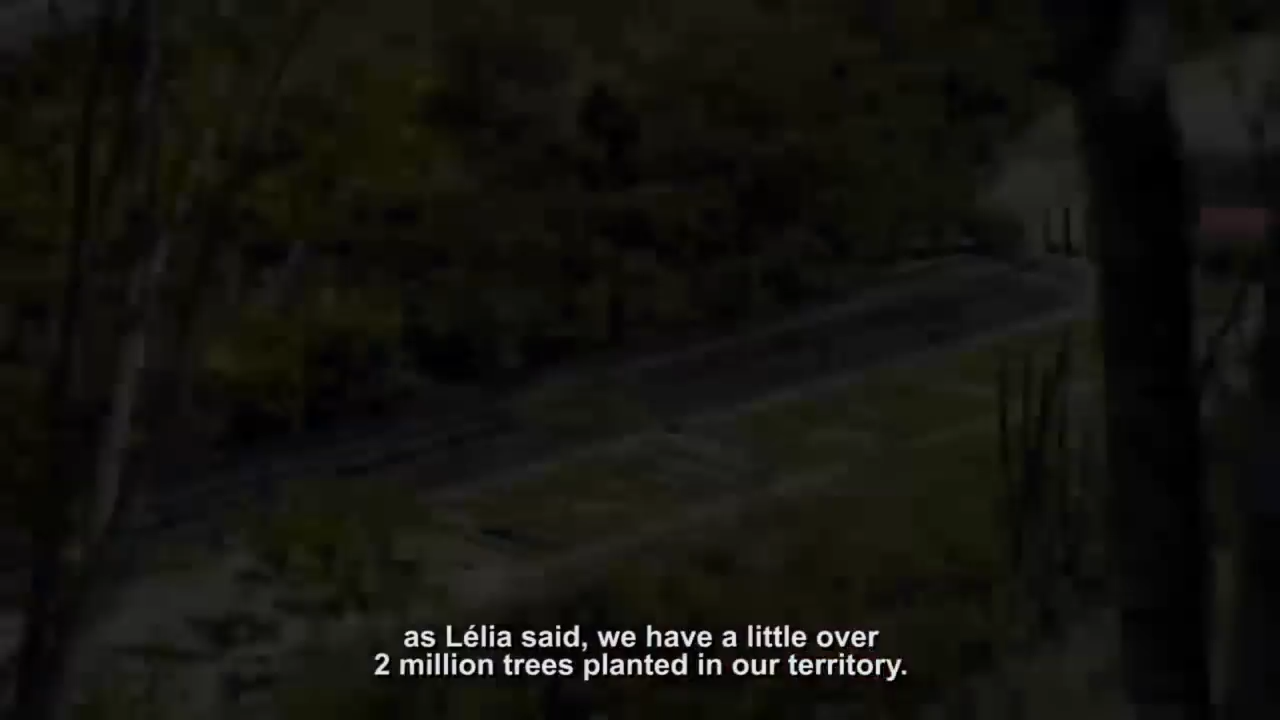 as Lélia said, we have a little over
2 million trees planted in our territory.